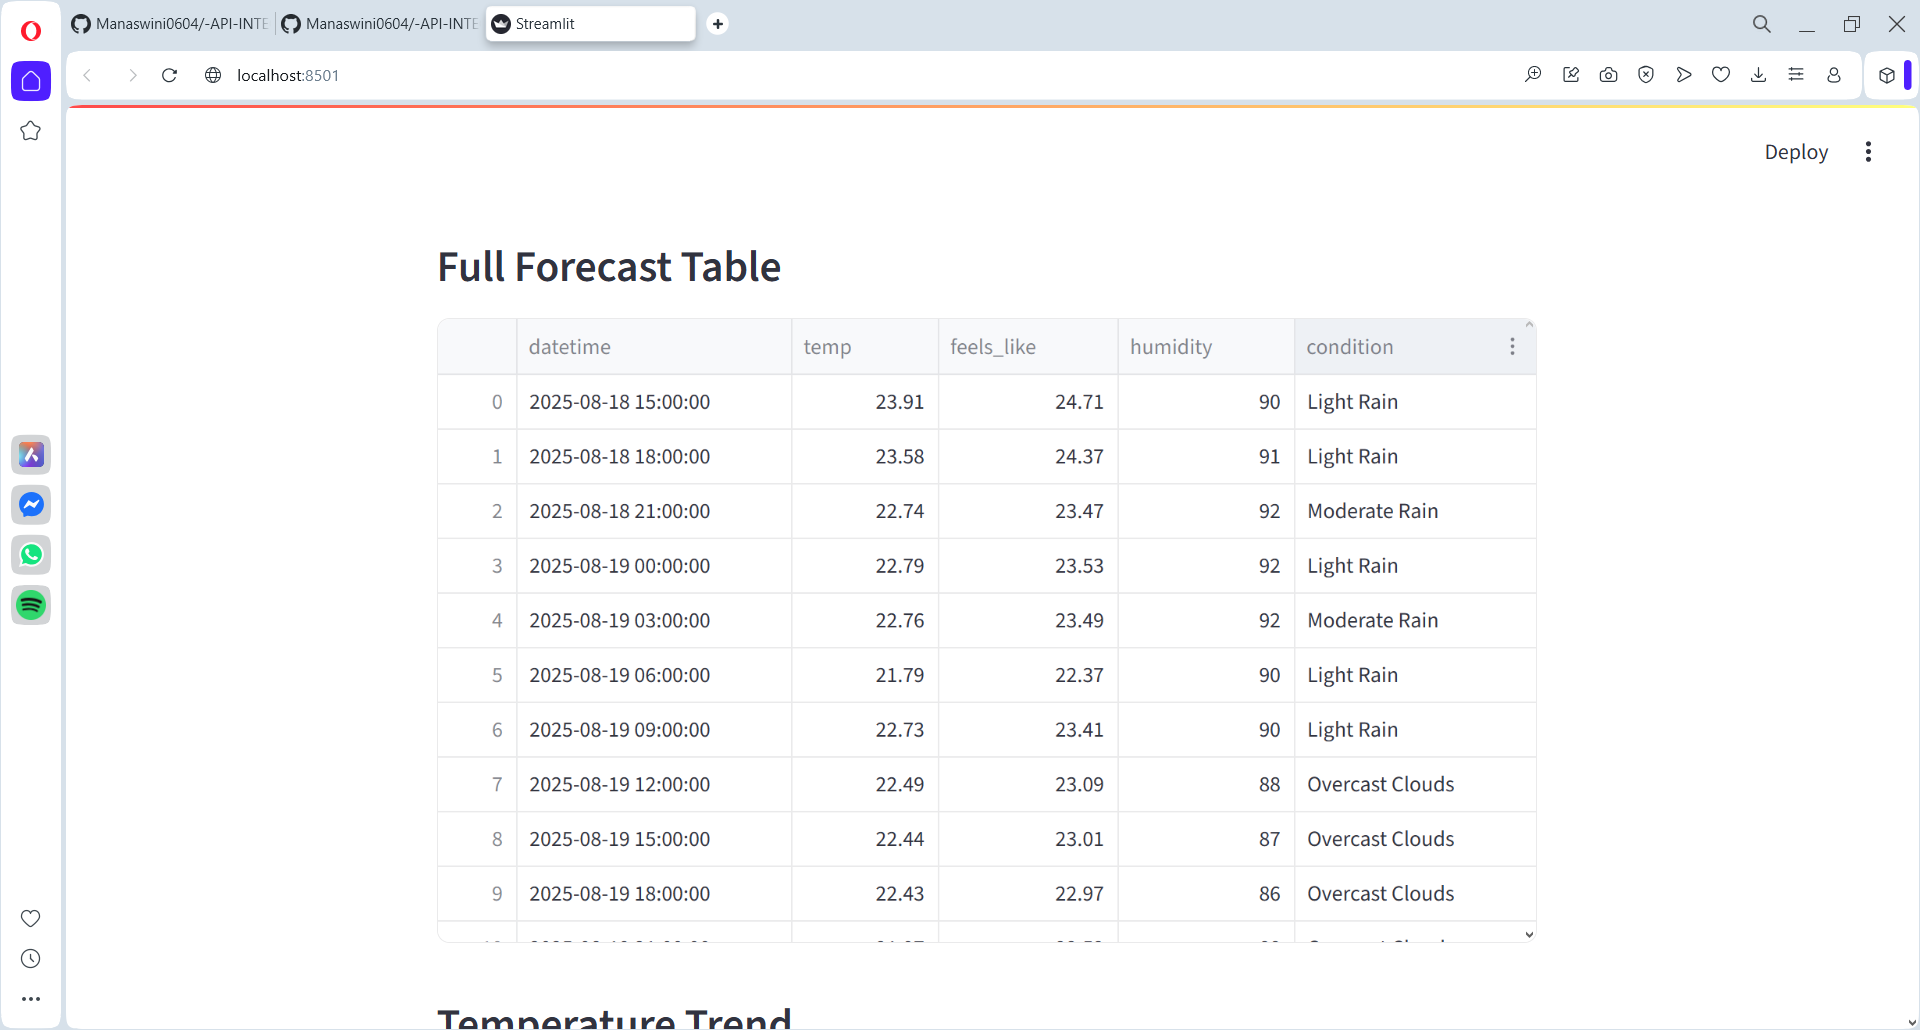 Manaswini0604/-API-INTE
Manaswini0604/-API-INTE
Streamlit
localhost:8501
Deploy
Full Forecast Table
datetime temp feels_like humidity condition
0 2025-08-18 15:00:00 23.91 24.71 90 Light Rain
1 2025-08-18 18:00:00 23.58 24.37 91 Light Rain
2 2025-08-18 21:00:00 22.74 23.47 92 Moderate Rain
3 2025-08-19 00:00:00 22.79 23.53 92 Light Rain
4 2025-08-19 03:00:00 22.76 23.49 92 Moderate Rain
5 2025-08-19 06:00:00 21.79 22.37 90 Light Rain
6 2025-08-19 09:00:00 22.73 23.41 90 Light Rain
7 2025-08-19 12:00:00 22.49 23.09 88 Overcast Clouds
8 2025-08-19 15:00:00 22.44 23.01 87 Overcast Clouds
9 2025-08-19 18:00:00 22.43 22.97 86 Overcast Clouds
Temperature Trend